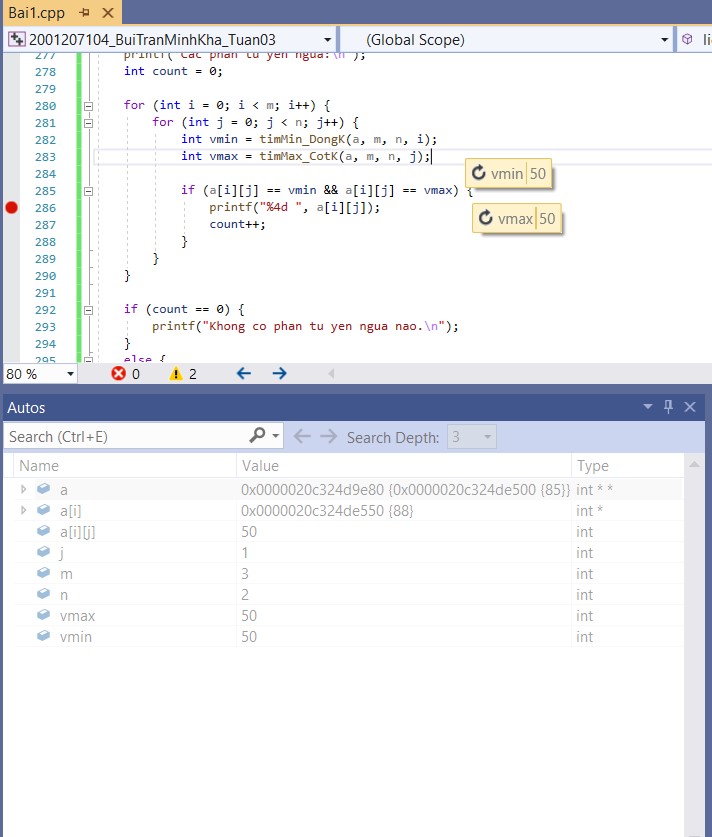 Bai1.cpp
2001207104_BuiTranMinhKha_Tuan03 (Global Scope)
277 printf("Cac phan tu yen ngua:\n");
278 int count = 0;
279
280 for (int i = 0; i < m; i++) {
281 for (int j = 0; j < n; j++) {
282 int vmin = timMin_DongK(a, m, n, i);
283 int vmax = timMax_CotK(a, m, n, j);
vmin 50
284
285 if (a[i][j] == vmin && a[i][j] == vmax) {
286 printf("%4d ", a[i][j]);
vmax 50
287 count++;
288 }
289 }
290 }
291
292 if (count == 0) {
293 printf("Khong co phan tu yen ngua nao.\n");
294 }
295 else {
80 % 0 2
Autos
Search (Ctrl+E) Search Depth: 3
Name Value Type
a 0x0000020c324d9e80 {0x0000020c324de500 {85}} int * *
a[i] 0x0000020c324de550 {88} int *
a[i][j] 50 int
j 1 int
m 3 int
n 2 int
vmax 50 int
vmin 50 int